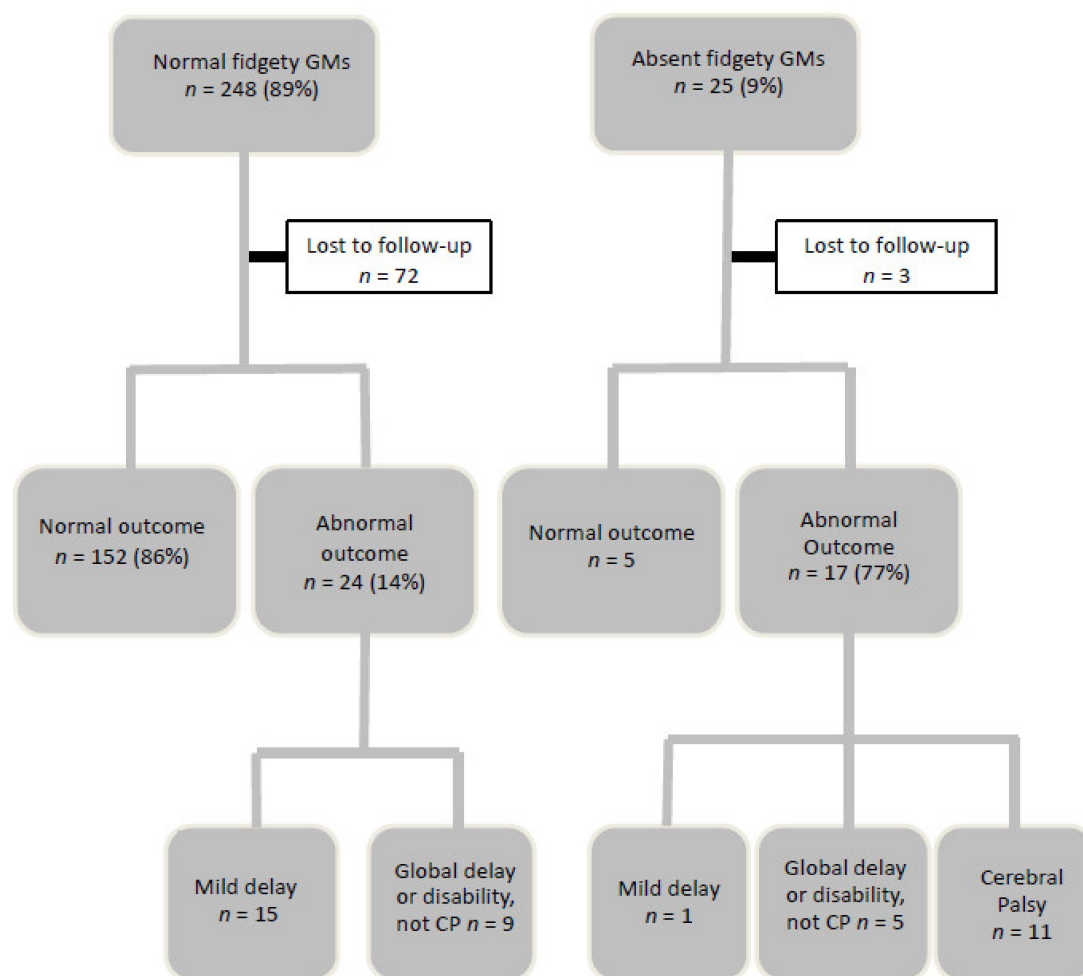 Normal fidgety GMs
n = 248 (89%)
Absent fidgety GMs
n = 25 (9%)
Lost to follow-up
n = 72
Lost to follow-up
n = 3
Normal outcome
n = 152 (86%)
Abnormal
outcome
n = 24 (14%)
Normal outcome
n = 5
Abnormal
Outcome
n = 17 (77%)
Mild delay
n = 15
Global delay
or disability,
not CP n = 9
Mild delay
n = 1
Global delay
or disability,
not CP n = 5
Cerebral
Palsy
n = 11